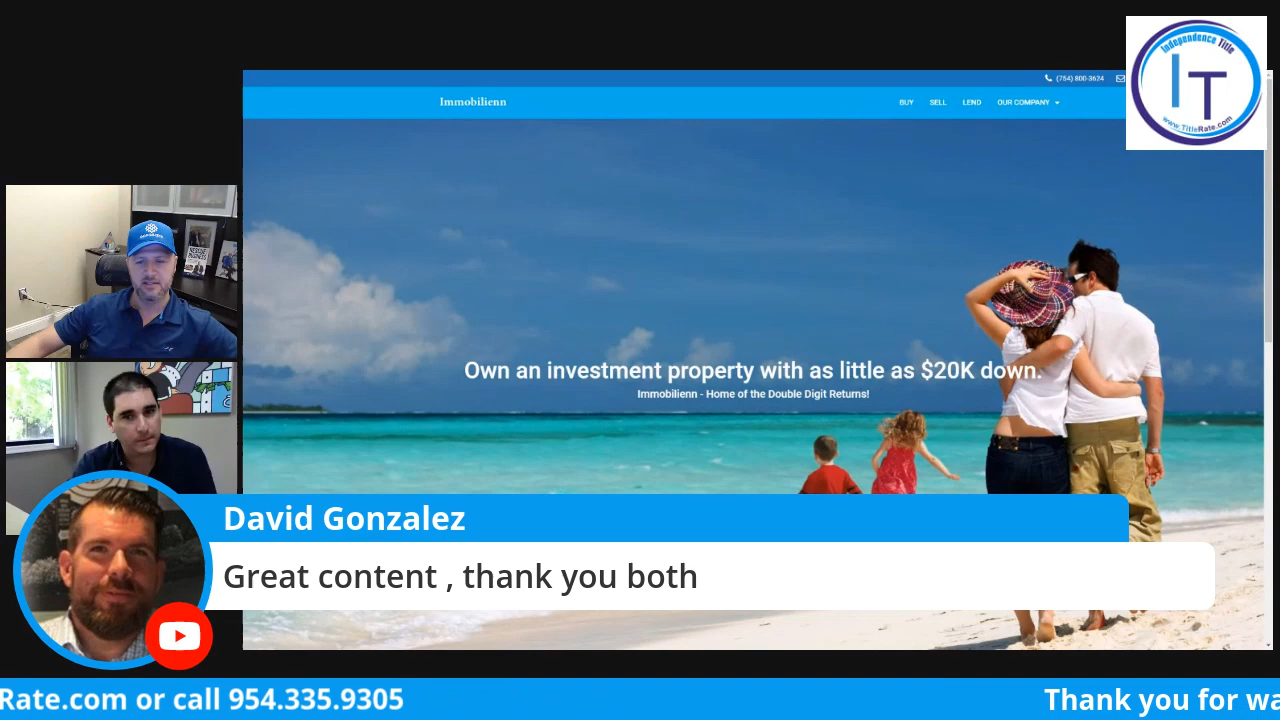 Independence Title
IT
www.TitleRate.com
(754) 800-3624
Immobilienn
BUY SELL LEND OUR COMPANY
Own an investment property with as little as $20K down.
Immobilienn - Home of the Double Digit Returns!
David Gonzalez
Great content , thank you both
Rate.com or call 954.335.9305
Thank you for wa